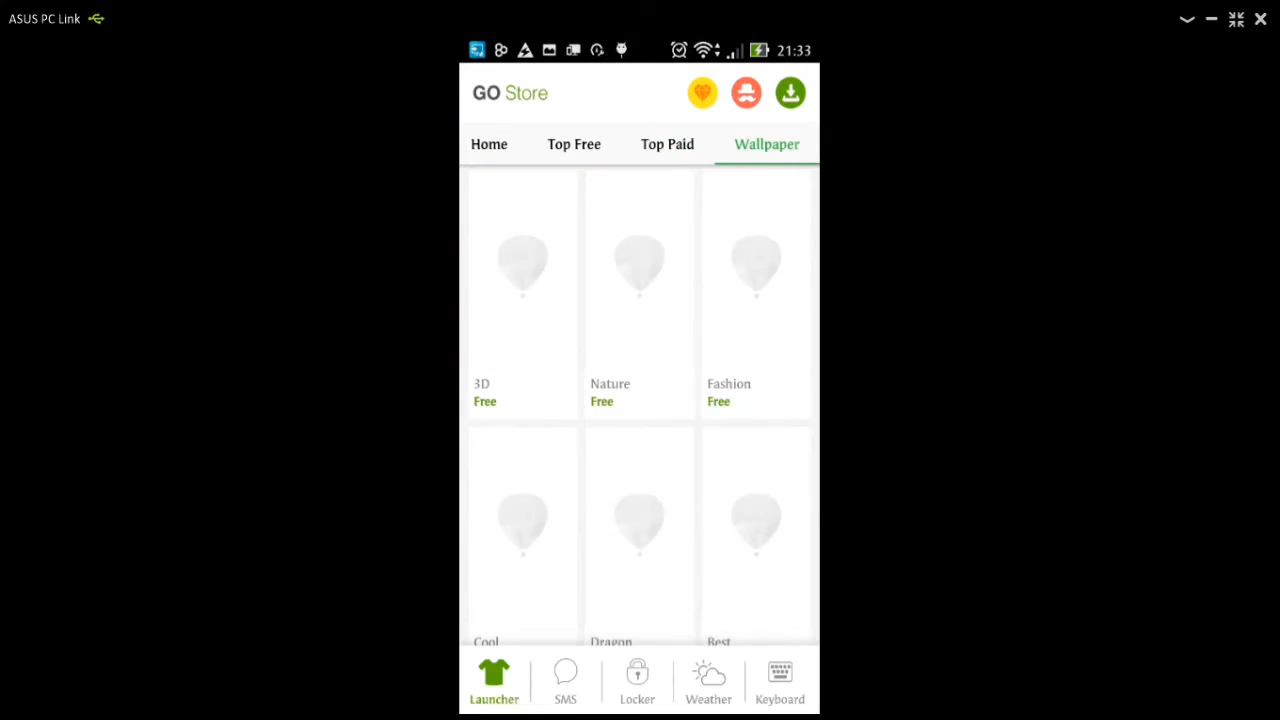 ASUS PC Link
21:33
GO Store
Home Top Free Top Paid Wallpaper
3D Nature Fashion
Free Free Free
Cool Dragon Best
Launcher SMS Locker Weather Keyboard